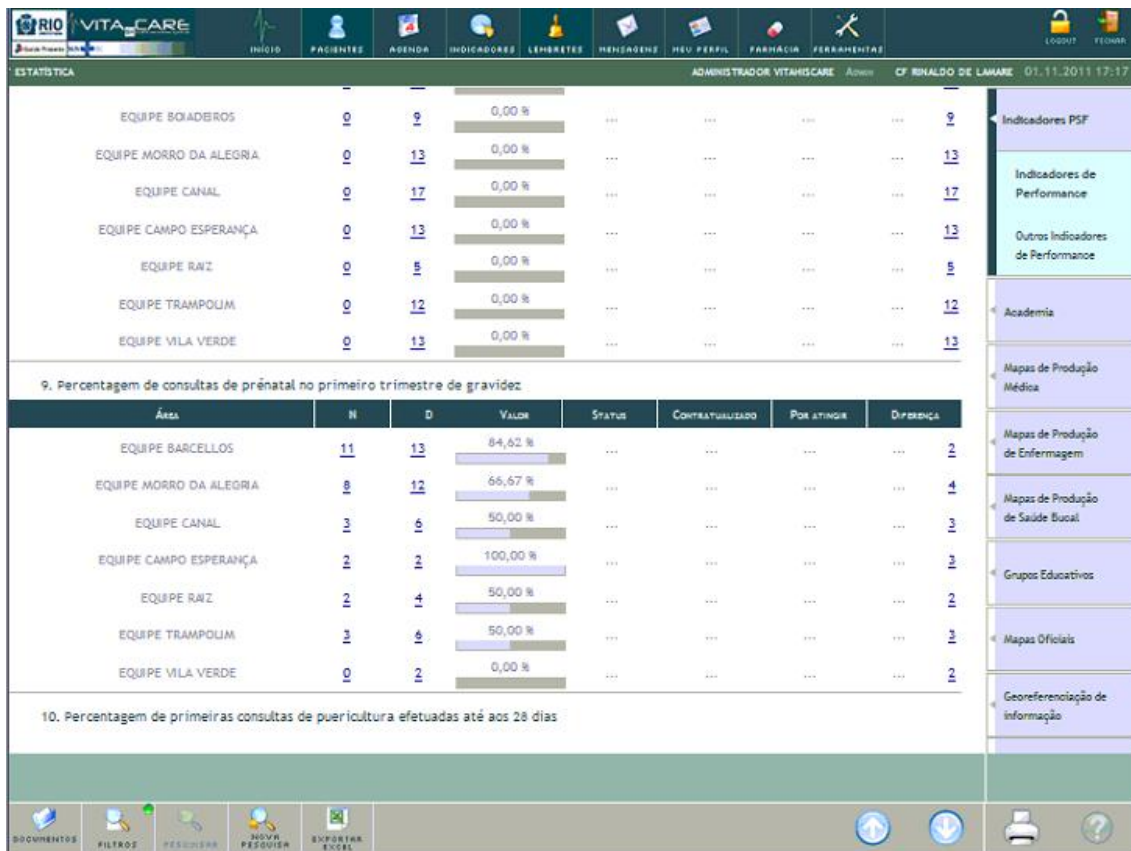 RIO VITA CARE
INÍCIO PACIENTES AGENDA INDICADORES LEMBRETES MENSAGENS MEU PERFIL FARMÁCIA FERRAMENTAS LOGOUT FECHAR
ESTATÍSTICA ADMINISTRADOR VITAHISCARE Admin CF RINALDO DE LAMARE 01.11.2011 17:17
EQUIPE BOIADEIROS 0 9 0,00 % ... ... ... ... 9
EQUIPE MORRO DA ALEGRIA 0 13 0,00 % ... ... ... ... 13
EQUIPE CANAL 0 17 0,00 % ... ... ... ... 17
EQUIPE CAMPO ESPERANÇA 0 13 0,00 % ... ... ... ... 13
EQUIPE RAIZ 0 5 0,00 % ... ... ... ... 5
EQUIPE TRAMPOLIM 0 12 0,00 % ... ... ... ... 12
EQUIPE VILA VERDE 0 13 0,00 % ... ... ... ... 13
9. Percentagem de consultas de prénatal no primeiro trimestre de gravidez
ÁREA N D VALOR STATUS CONTRATUALIZADO POR ATINGIR DIFERENÇA
EQUIPE BARCELLOS 11 13 84,62 % ... ... ... ... 2
EQUIPE MORRO DA ALEGRIA 8 12 66,67 % ... ... ... ... 4
EQUIPE CANAL 3 6 50,00 % ... ... ... ... 3
EQUIPE CAMPO ESPERANÇA 2 2 100,00 % ... ... ... ... 3
EQUIPE RAIZ 2 4 50,00 % ... ... ... ... 2
EQUIPE TRAMPOLIM 3 6 50,00 % ... ... ... ... 3
EQUIPE VILA VERDE 0 2 0,00 % ... ... ... ... 2
10. Percentagem de primeiras consultas de puericultura efetuadas até aos 28 dias
Indicadores PSF
Indicadores de
Performance
Outros Indicadores
de Performance
Academia
Mapas de Produção
Médica
Mapas de Produção
de Enfermagem
Mapas de Produção
de Saúde Bucal
Grupos Educativos
Mapas Oficiais
Georeferenciação de
informação
DOCUMENTOS FILTROS PESQUISAR NOVA PESQUISA EXPORTAR EXCEL